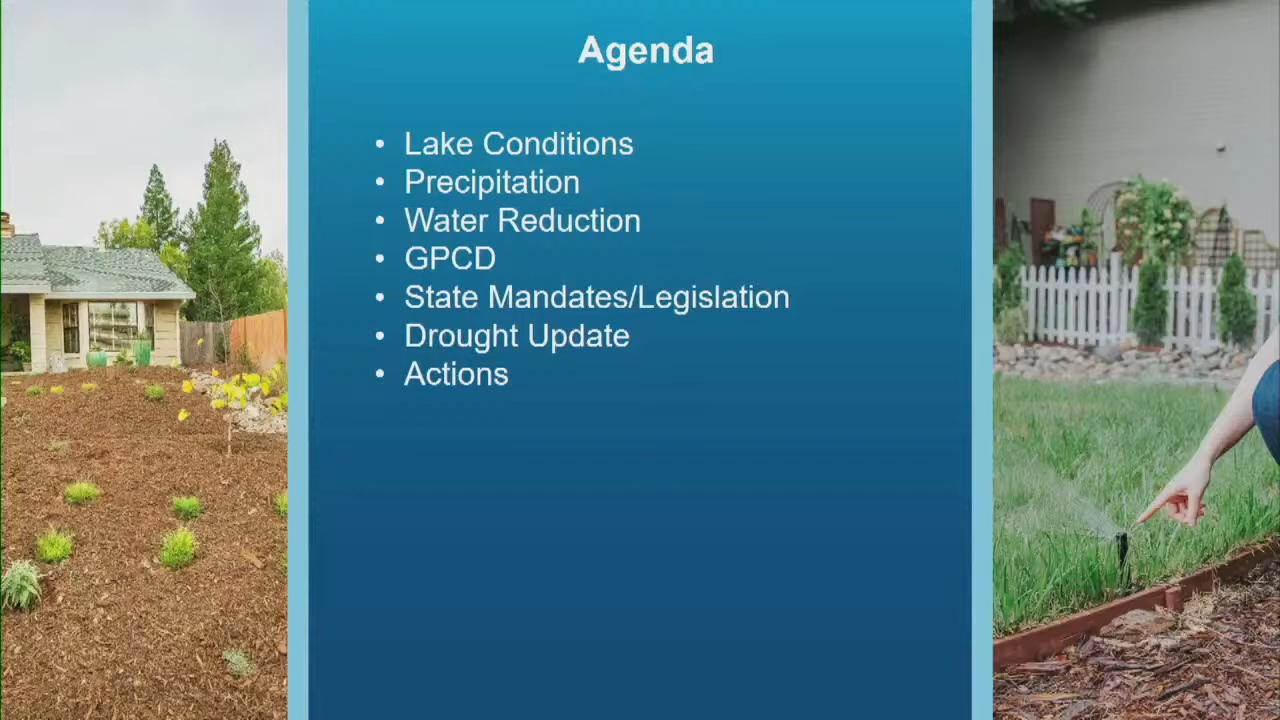 Agenda
• Lake Conditions
• Precipitation
• Water Reduction
• GPCD
• State Mandates/Legislation
• Drought Update
• Actions